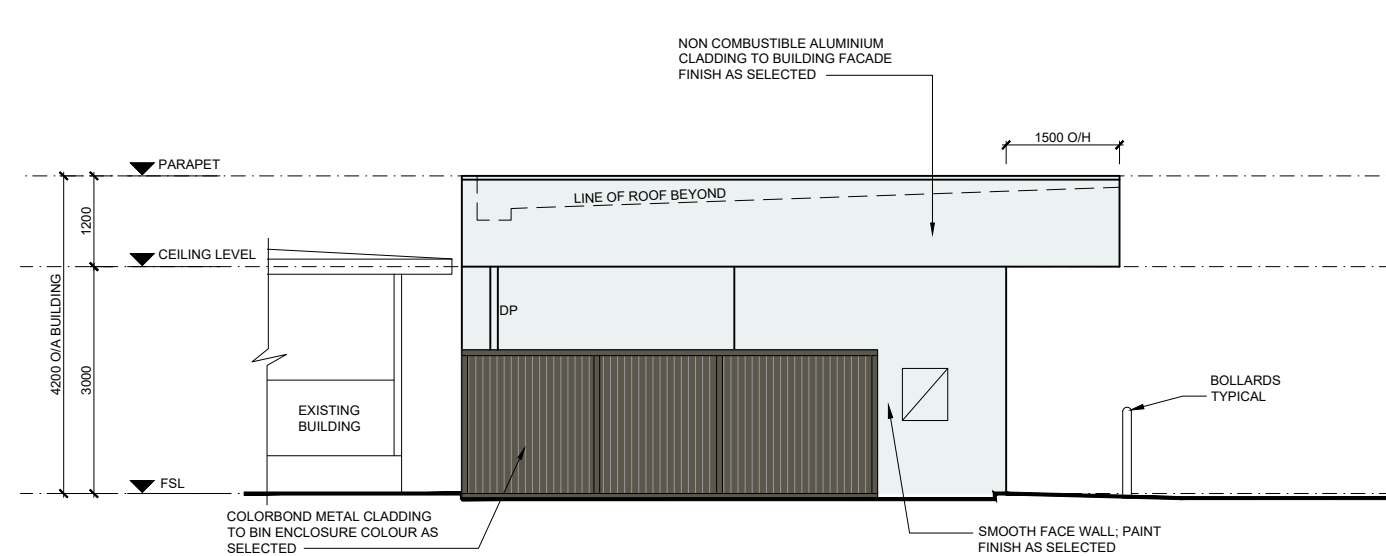 NON COMBUSTIBLE ALUMINIUM
CLADDING TO BUILDING FACADE
FINISH AS SELECTED
1500 O/H
PARAPET
LINE OF ROOF BEYOND
1200
CEILING LEVEL
4200 O/A BUILDING
3000
DP
EXISTING
BUILDING
BOLLARDS
TYPICAL
FSL
COLORBOND METAL CLADDING
TO BIN ENCLOSURE COLOUR AS
SELECTED
SMOOTH FACE WALL; PAINT
FINISH AS SELECTED